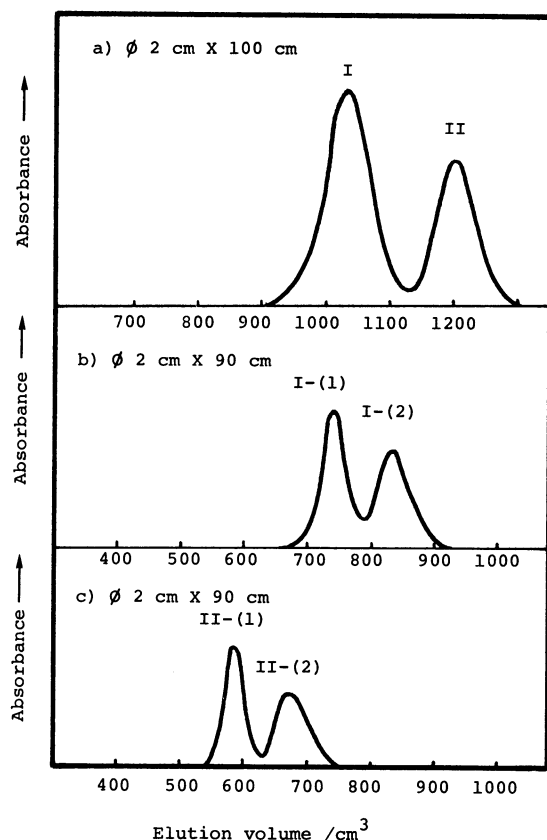 a) ϕ 2 cm X 100 cm
I
II
Absorbance
700 800 900 1000 1100 1200
b) ϕ 2 cm X 90 cm
I-(1)
I-(2)
Absorbance
400 500 600 700 800 900 1000
c) ϕ 2 cm X 90 cm
II-(1)
II-(2)
Absorbance
400 500 600 700 800 900 1000
Elution volume /cm³